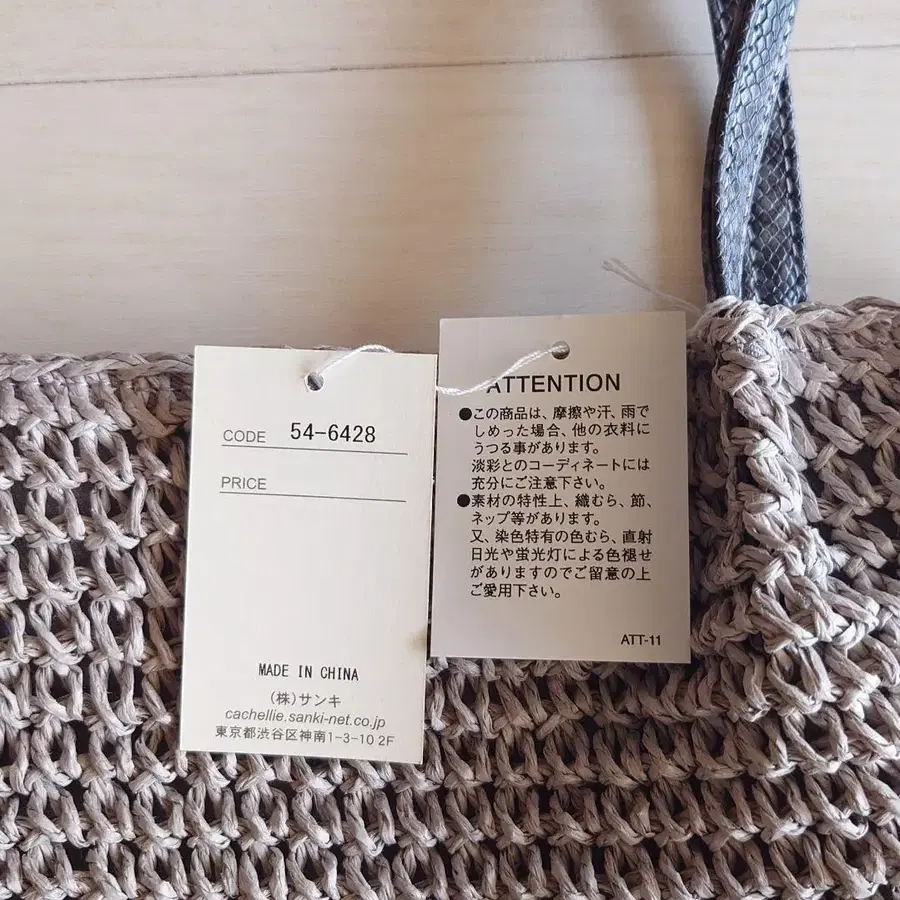 CODE 54-6428
PRICE
MADE IN CHINA
(株)サンキ
cachellie.sanki-net.co.jp
東京都渋谷区神南1-3-10 2F
ATTENTION
●この商品は、摩擦や汗、雨で
しめった場合、他の衣料に
うつる事があります。
淡彩とのコーディネートには
充分にご注意下さい。
●素材の特性上、織むら、節、
ネップ等があります。
又、染色特有の色むら、直射
日光や蛍光灯による色褪せ
がありますのでご留意の上
ご愛用下さい。
ATT-11